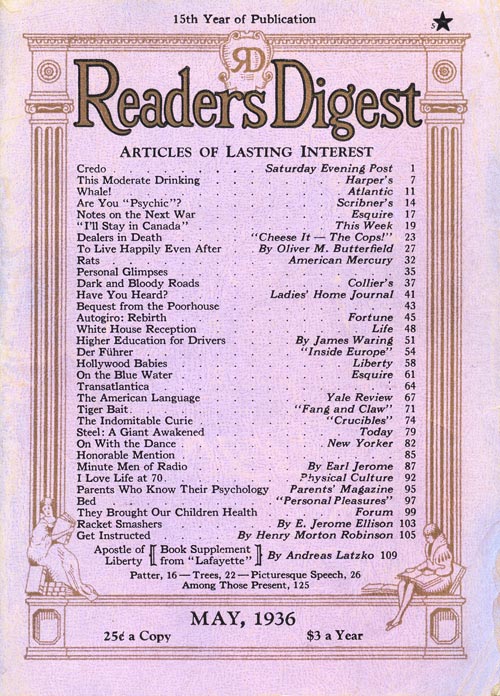 15th Year of Publication
5
RD
Readers Digest
ARTICLES OF LASTING INTEREST
Credo . . . . . . . . Saturday Evening Post 1
This Moderate Drinking . . . . . . . . Harper's 7
Whale! . . . . . . . . Atlantic 11
Are You "Psychic"? . . . . . . . . Scribner's 14
Notes on the Next War . . . . . . . . Esquire 17
"I'll Stay in Canada" . . . . . . . . This Week 19
Dealers in Death . . "Cheese It — The Cops!" 23
To Live Happily Even After . By Oliver M. Butterfield 27
Rats . . . . . . . . American Mercury 32
Personal Glimpses . . . . . . . . 35
Dark and Bloody Roads . . . . . . . . Collier's 37
Have You Heard? . . . . Ladies' Home Journal 41
Bequest from the Poorhouse . . . . . . . . 43
Autogiro: Rebirth . . . . . . . . Fortune 45
White House Reception . . . . . . . . Life 48
Higher Education for Drivers . . . By James Waring 51
Der Führer . . . . . . . . "Inside Europe" 54
Hollywood Babies . . . . . . . . Liberty 58
On the Blue Water . . . . . . . . Esquire 61
Transatlantica . . . . . . . . 64
The American Language . . . . Yale Review 67
Tiger Bait . . . . . . "Fang and Claw" 71
The Indomitable Curie . . . . "Crucibles" 74
Steel: A Giant Awakened . . . . . . Today 79
On With the Dance . . . . . . New Yorker 82
Honorable Mention . . . . . . . . 85
Minute Men of Radio . . . . By Earl Jerome 87
I Love Life at 70 . . . . . . Physical Culture 92
Parents Who Know Their Psychology Parents' Magazine 95
Bed . . . . . . "Personal Pleasures" 97
They Brought Our Children Health . . . Forum 99
Racket Smashers . . . . By E. Jerome Ellison 103
Get Instructed . . . By Henry Morton Robinson 105
Apostle of Liberty [ Book Supplement from "Lafayette" ] By Andreas Latzko 109
Patter, 16 — Trees, 22 — Picturesque Speech, 26
Among Those Present, 125
MAY, 1936
25¢ a Copy $3 a Year